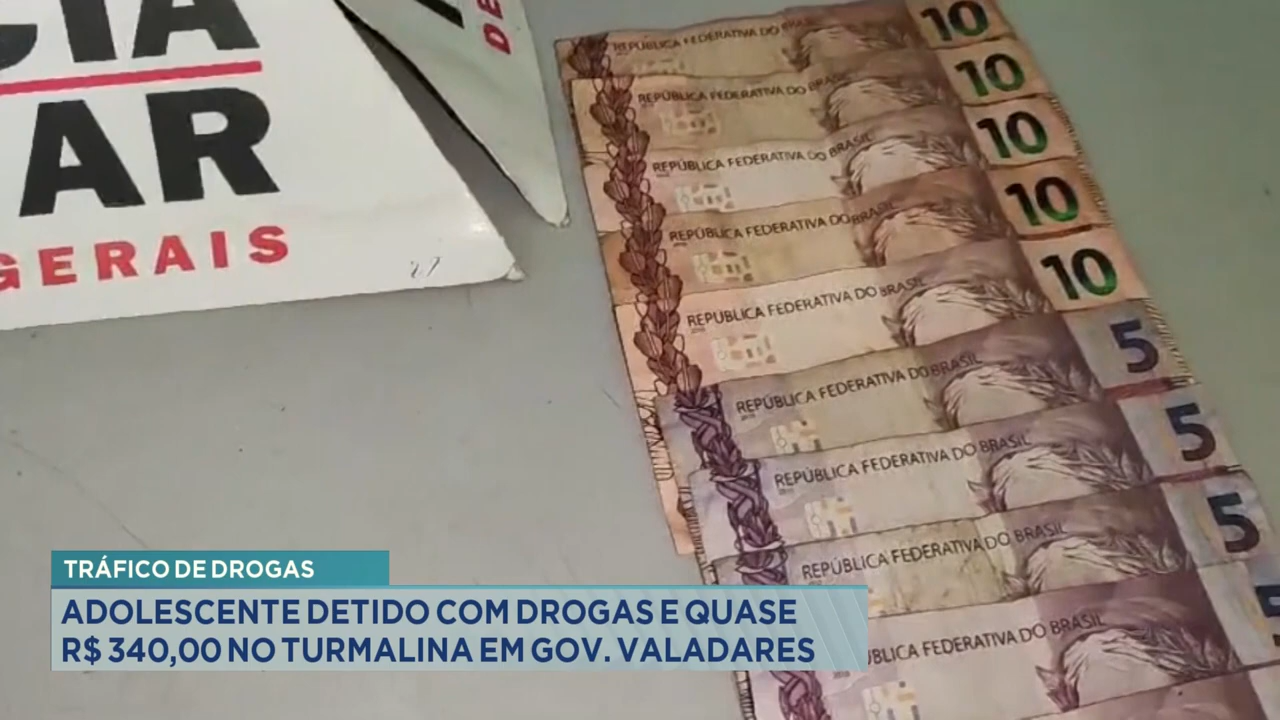 CIA
AR
GERAIS
DE
REPÚBLICA FEDERATIVA DO BRASIL
10
REPÚBLICA FEDERATIVA DO BRASIL
10
REPÚBLICA FEDERATIVA DO BRASIL
10
REPÚBLICA FEDERATIVA DO BRASIL
10
REPÚBLICA FEDERATIVA DO BRASIL
10
REPÚBLICA FEDERATIVA DO BRASIL
5
REPÚBLICA FEDERATIVA DO BRASIL
5
REPÚBLICA FEDERATIVA DO BRASIL
5
ÚBLICA FEDERATIVA DO BRASIL
TRÁFICO DE DROGAS
ADOLESCENTE DETIDO COM DROGAS E QUASE
R$ 340,00 NO TURMALINA EM GOV. VALADARES